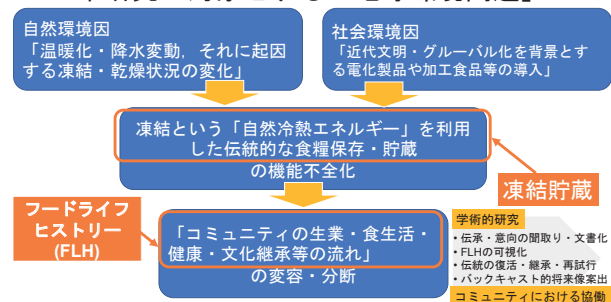 自然環境因
「温暖化・降水変動，それに起因
する凍結・乾燥状況の変化」
社会環境因
「近代文明・グルーバル化を背景とす
る電化製品や加工食品等の導入」
凍結という「自然冷熱エネルギー」を利用
した伝統的な食糧保存・貯蔵
の機能不全化
凍結貯蔵
フードライフ
ヒストリー
(FLH)
「コミュニティの生業・食生活・
健康・文化継承等の流れ」
の変容・分断
学術的研究
・伝承・意向の聞取り・文書化
・FLHの可視化
・伝統の復活・継承・再試行
・バックキャスト的将来像案出
コミュニティにおける協働